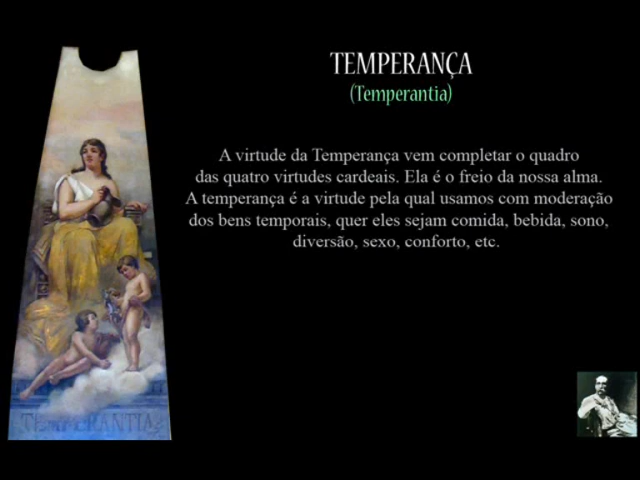 TEMPERANÇA
(Temperantia)
A virtude da Temperança vem completar o quadro
das quatro virtudes cardeais. Ela é o freio da nossa alma.
A temperança é a virtude pela qual usamos com moderação
dos bens temporais, quer eles sejam comida, bebida, sono,
diversão, sexo, conforto, etc.
TEMPERANTIA